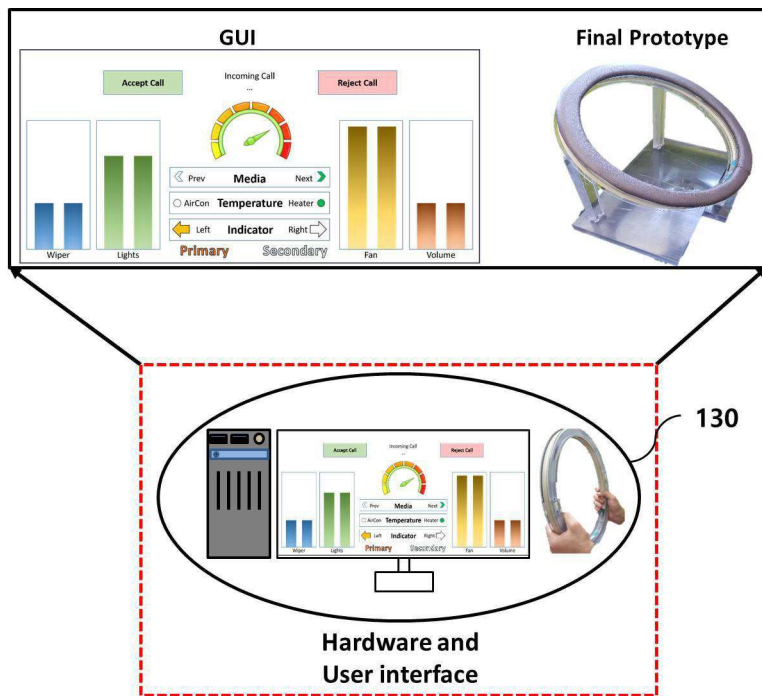 GUI
Final Prototype
Accept Call
Incoming Call
...
Reject Call
Prev Media Next
AirCon Temperature Heater
Left Indicator Right
Primary Secondary
Wiper Lights Fan Volume
130
Accept Call
Incoming Call
...
Reject Call
Prev Media Next
AirCon Temperature Heater
Left Indicator Right
Primary Secondary
Wiper Lights Fan Volume
Hardware and
User interface